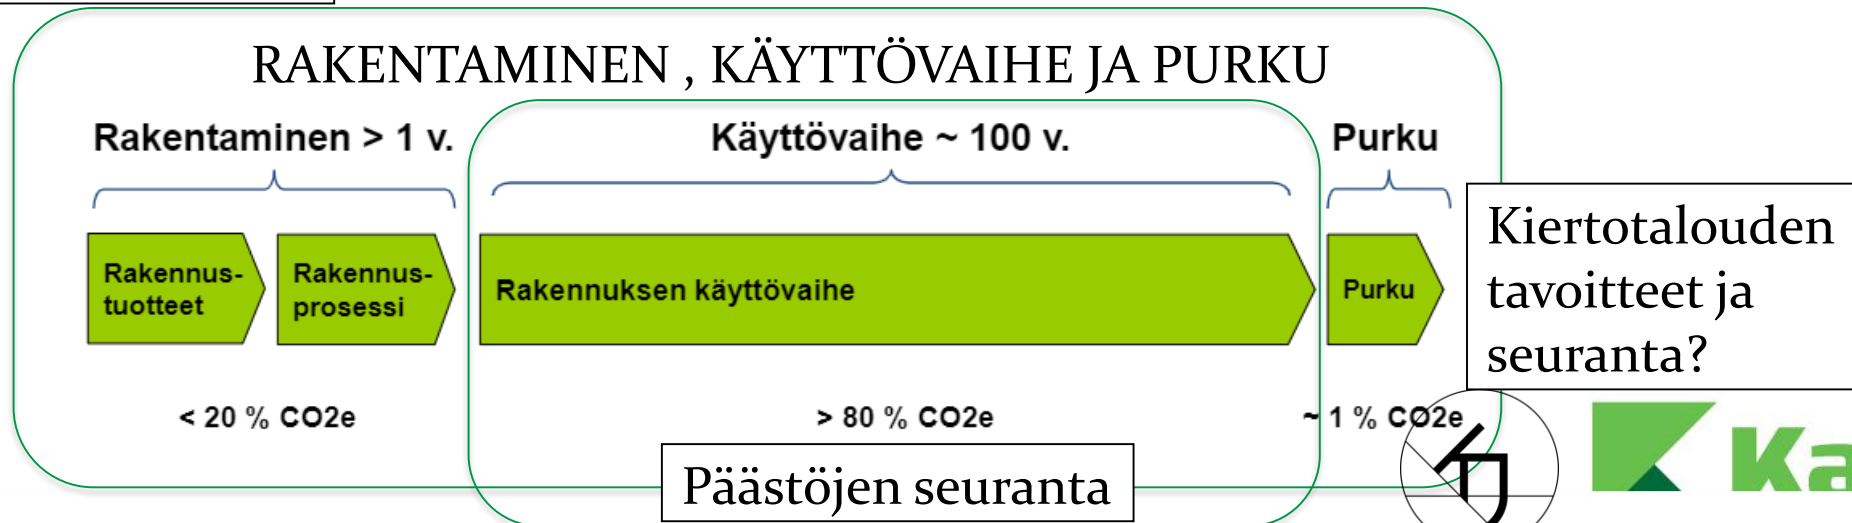 RAKENTAMINEN , KÄYTTÖVAIHE JA PURKU
Rakentaminen > 1 v.
Käyttövaihe ~ 100 v.
Purku
Rakennus-
tuotteet
Rakennus-
prosessi
Rakennuksen käyttövaihe
Purku
Kiertotalouden
tavoitteet ja
seuranta?
< 20 % CO2e
> 80 % CO2e
~ 1 % CO2e
Päästöjen seuranta
Ka